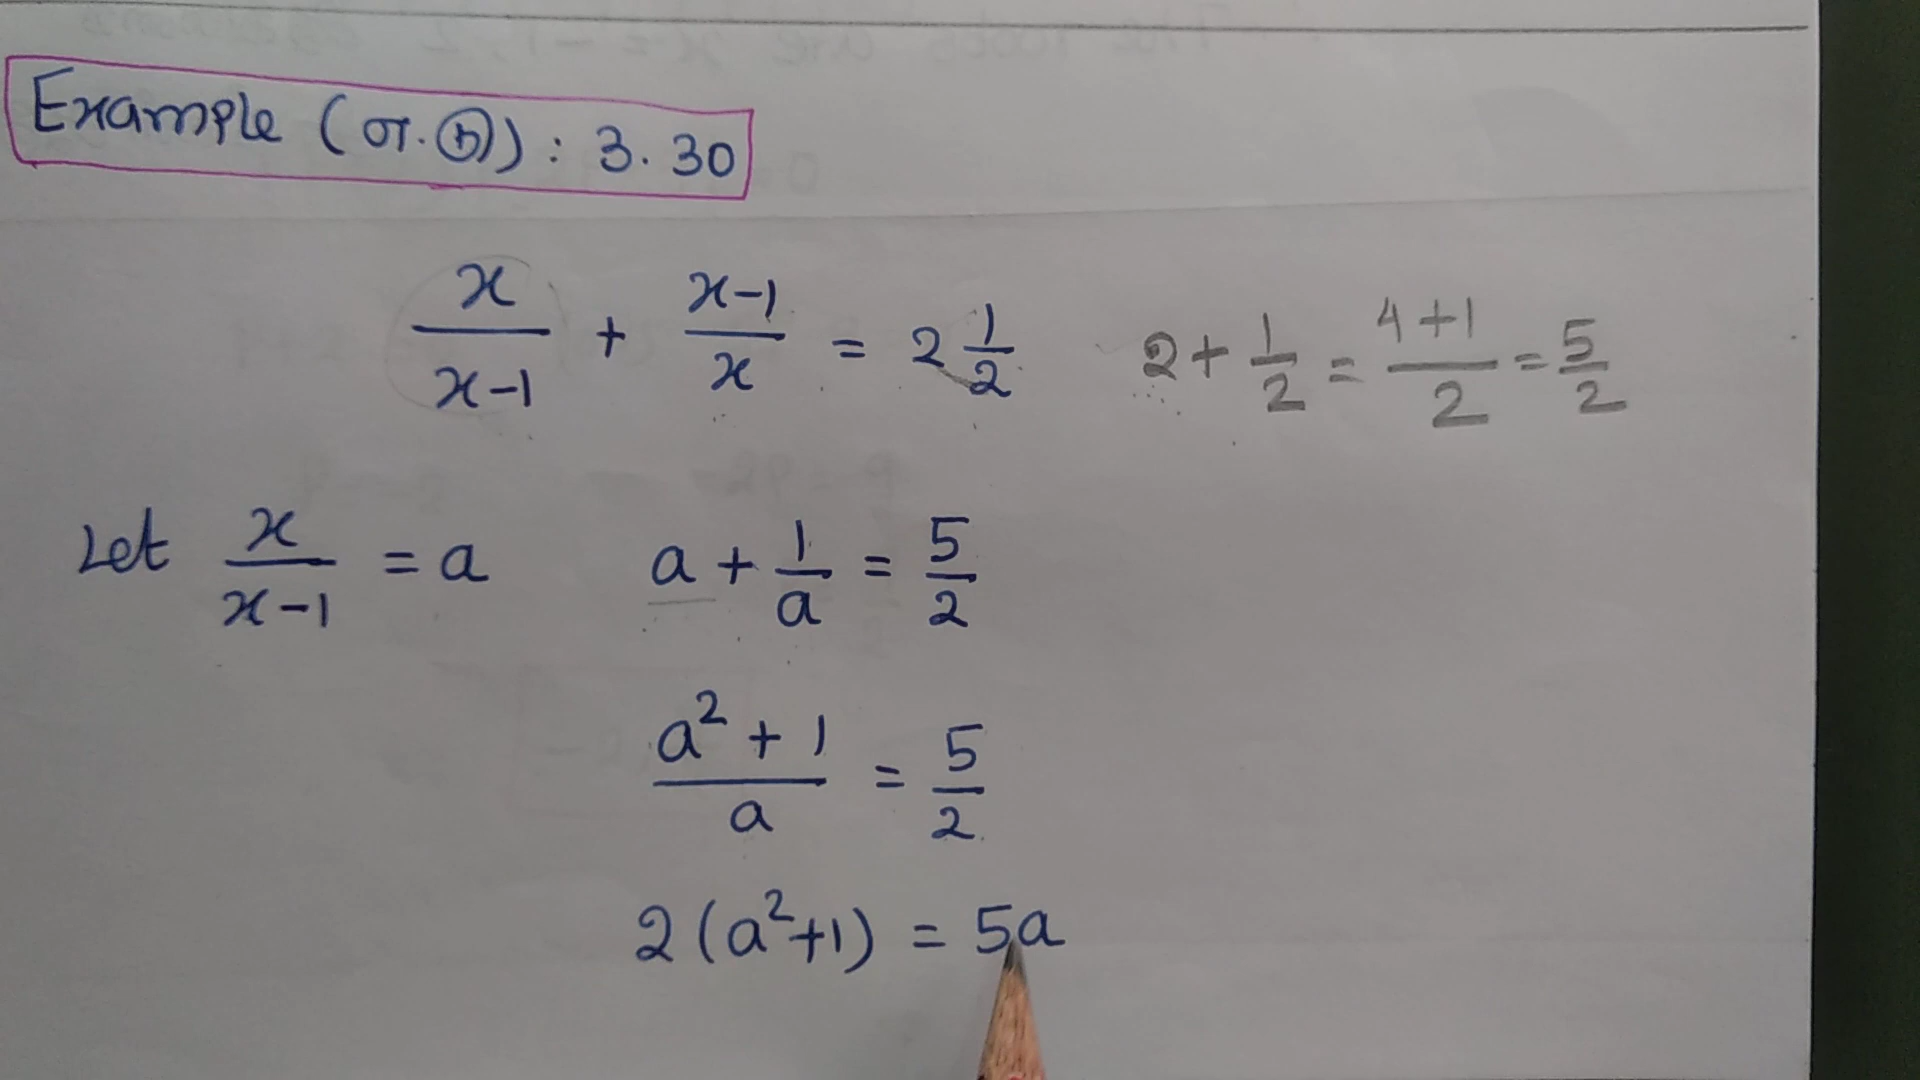 Example (எ.கா): 3.30
x/(x-1) + (x-1)/x = 2 1/2    2 + 1/2 = (4+1)/2 = 5/2
Let x/(x-1) = a    a + 1/a = 5/2
(a² + 1)/a = 5/2
2(a²+1) = 5a